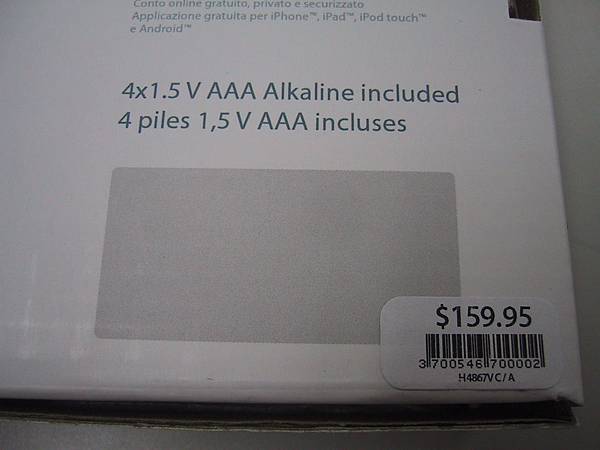 Conto online gratuito, privato e securizzato
Applicazione gratuita per iPhone™, iPad™, iPod touch™
e Android™
4x1.5 V AAA Alkaline included
4 piles 1,5 V AAA incluses
$159.95
3 700546 700002
H4867VC/A